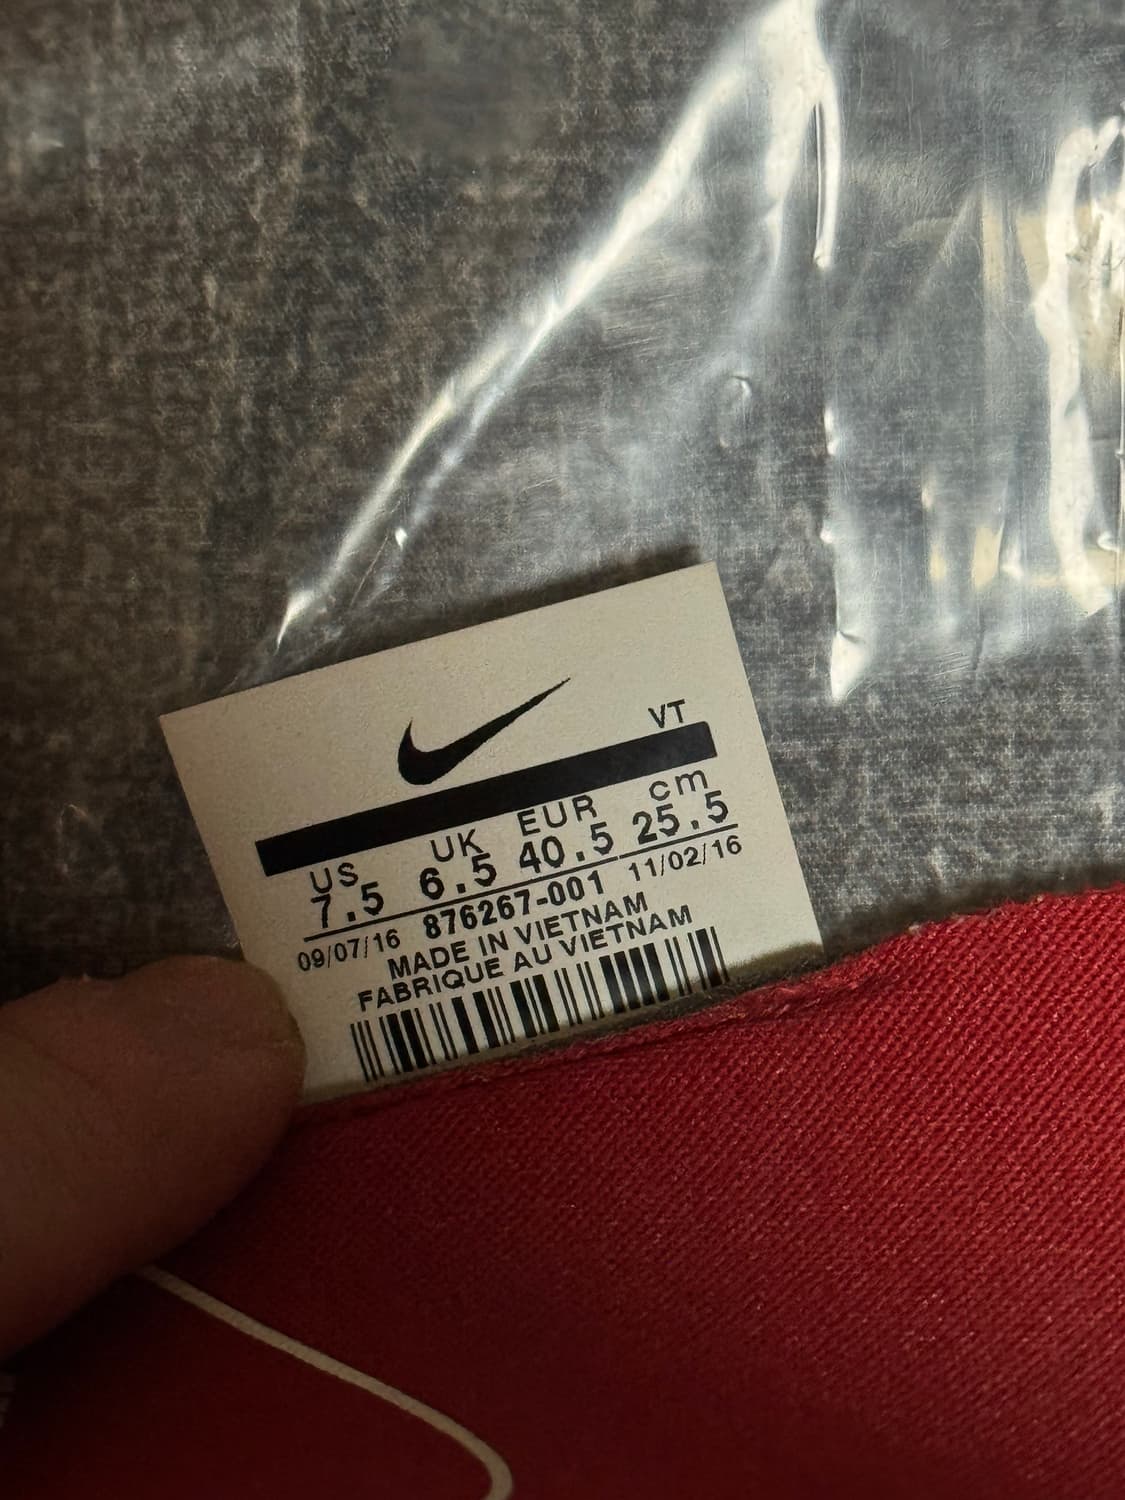 VT
US UK EUR cm
7.5 6.5 40.5 25.5
09/07/16 876267-001 11/02/16
MADE IN VIETNAM
FABRIQUE AU VIETNAM